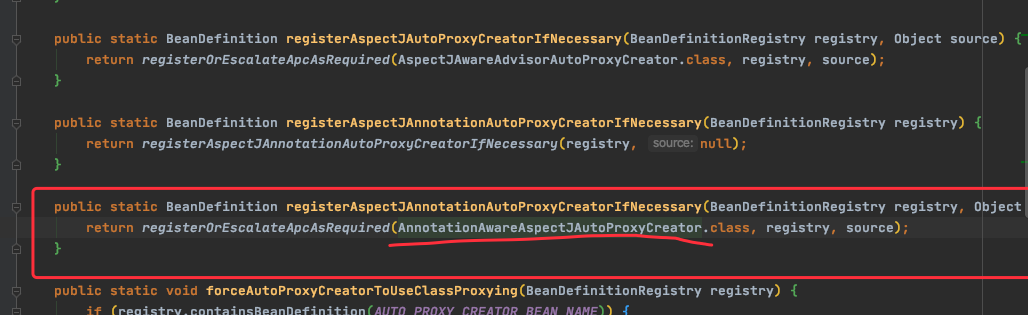 public static BeanDefinition registerAspectJAutoProxyCreatorIfNecessary(BeanDefinitionRegistry registry, Object source) {
return registerOrEscalateApcAsRequired(AspectJAwareAdvisorAutoProxyCreator.class, registry, source);
}
public static BeanDefinition registerAspectJAnnotationAutoProxyCreatorIfNecessary(BeanDefinitionRegistry registry) {
return registerAspectJAnnotationAutoProxyCreatorIfNecessary(registry, source: null);
}
public static BeanDefinition registerAspectJAnnotationAutoProxyCreatorIfNecessary(BeanDefinitionRegistry registry, Object
return registerOrEscalateApcAsRequired(AnnotationAwareAspectJAutoProxyCreator.class, registry, source);
}
public static void forceAutoProxyCreatorToUseClassProxying(BeanDefinitionRegistry registry) {
if (registry.containsBeanDefinition(AUTO_PROXY_CREATOR_BEAN_NAME)) {